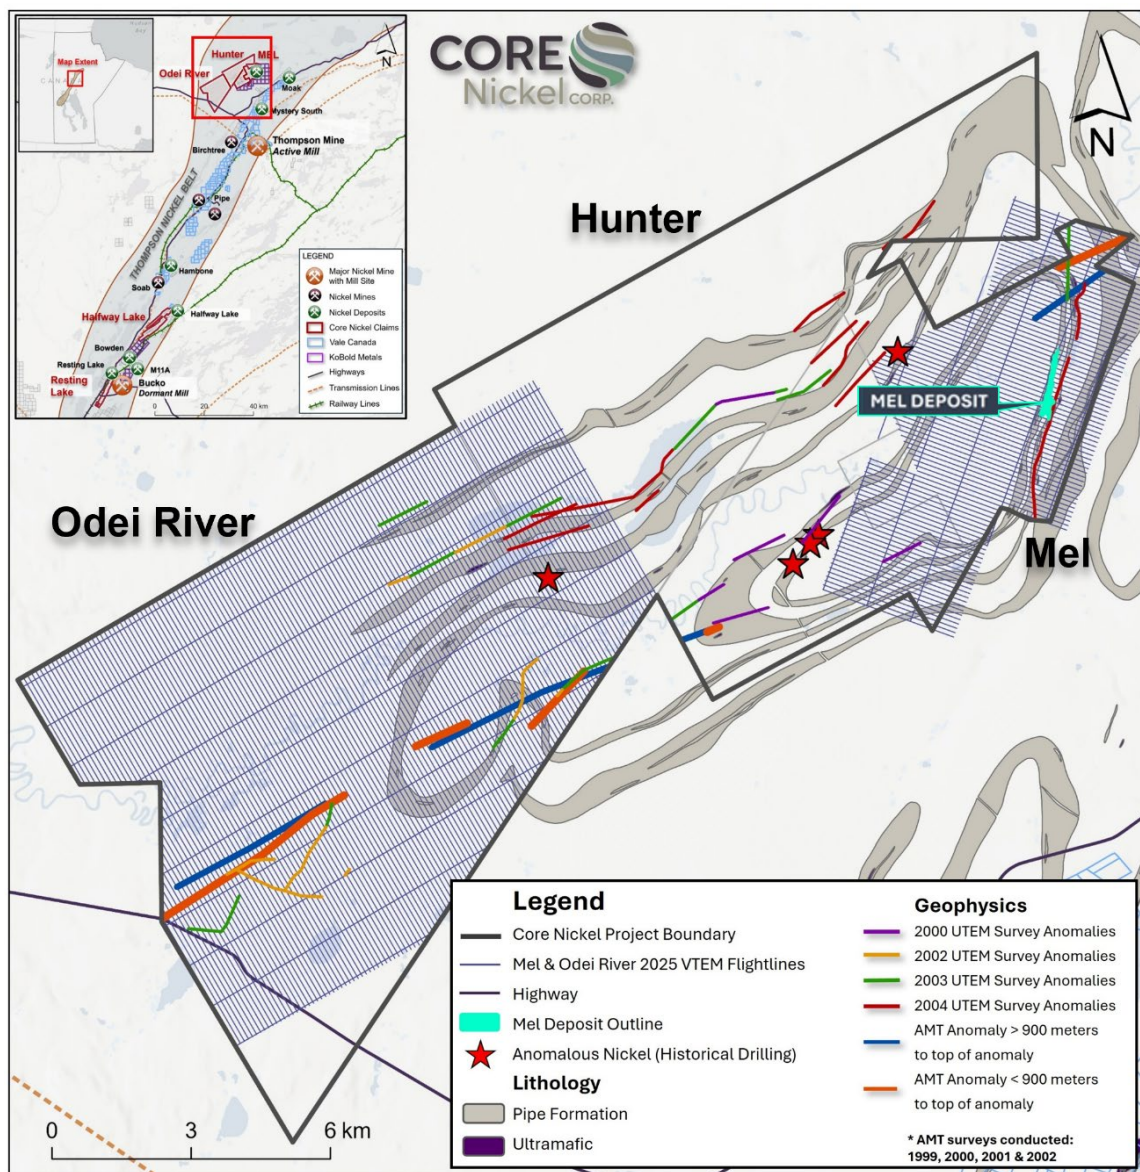 CORE
Nickel CORP.
Map Extent
CANADA
Hunter
MEL
Odei River
Moak
Mystery South
Birchtree
Thompson Mine
Active Mill
THOMPSON NICKEL BELT
Pipe
Hambone
Soab
Halfway Lake
Halfway Lake
Bowden
Resting Lake
M11A
Resting
Lake
Bucko
Dormant Mill
0 20 40 km
N
LEGEND
Major Nickel Mine
with Mill Site
Nickel Mines
Nickel Deposits
Core Nickel Claims
Vale Canada
KoBold Metals
Highways
Transmission Lines
Railway Lines
N
Hunter
MEL DEPOSIT
Odei River
Mel
0 3 6 km
Legend
Core Nickel Project Boundary
Mel & Odei River 2025 VTEM Flightlines
Highway
Mel Deposit Outline
Anomalous Nickel (Historical Drilling)
Lithology
Pipe Formation
Ultramafic
Geophysics
2000 UTEM Survey Anomalies
2002 UTEM Survey Anomalies
2003 UTEM Survey Anomalies
2004 UTEM Survey Anomalies
AMT Anomaly > 900 meters
to top of anomaly
AMT Anomaly < 900 meters
to top of anomaly
* AMT surveys conducted:
1999, 2000, 2001 & 2002